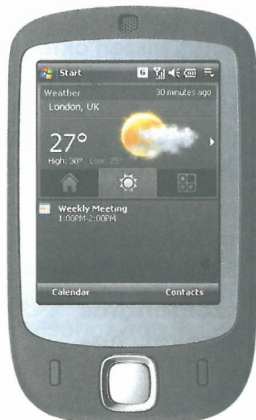 Start
Weather 30 minutes ago
London, UK
27°
High: 30° Low: 25°
Weekly Meeting
1:00PM-2:00PM
Calendar Contacts